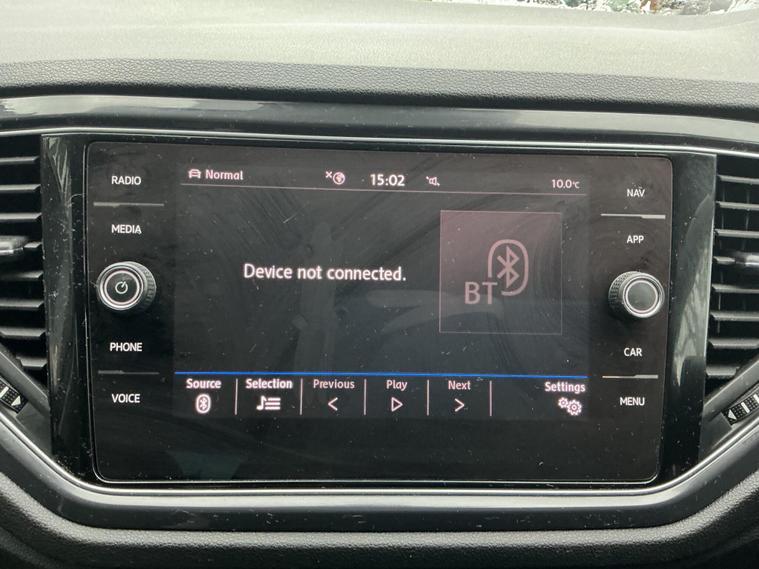 RADIO
MEDIA
PHONE
VOICE
Normal
15:02
10.0°C
Device not connected.
BT
Source
Selection
Previous
Play
Next
Settings
NAV
APP
CAR
MENU